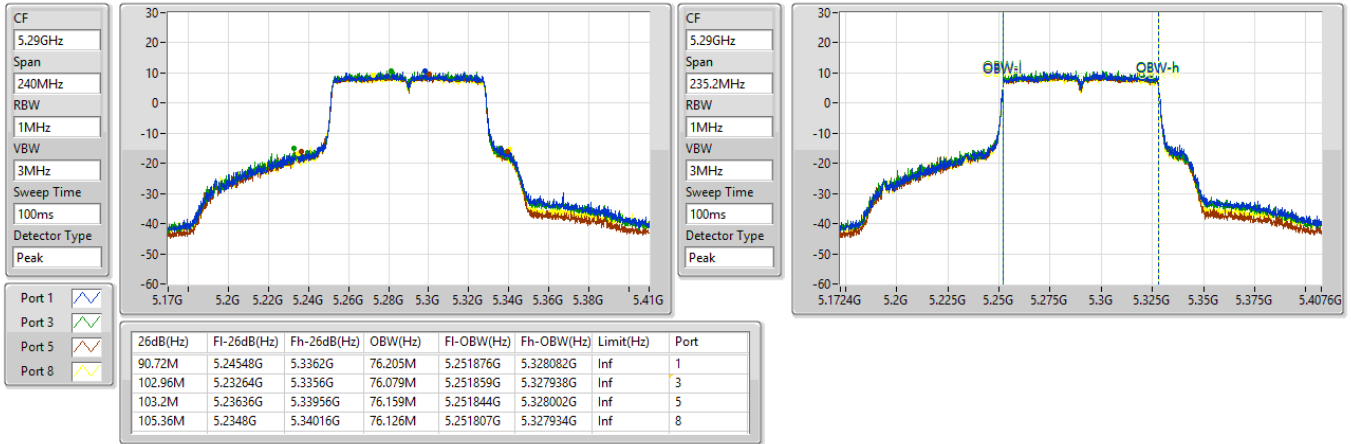 CF
5.29GHz
Span
240MHz
RBW
1MHz
VBW
3MHz
Sweep Time
100ms
Detector Type
Peak
30
20
10
0
-10
-20
-30
-40
-50
-60
5.17G 5.2G 5.22G 5.24G 5.26G 5.28G 5.3G 5.32G 5.34G 5.36G 5.38G 5.41G
CF
5.29GHz
Span
235.2MHz
RBW
1MHz
VBW
3MHz
Sweep Time
100ms
Detector Type
Peak
30
20
10
0
-10
-20
-30
-40
-50
-60
OBW-l OBW-h
5.1724G 5.2G 5.225G 5.25G 5.275G 5.3G 5.325G 5.35G 5.375G 5.4076G
Port 1
Port 3
Port 5
Port 8
26dB(Hz) Fl-26dB(Hz) Fh-26dB(Hz) OBW(Hz) Fl-OBW(Hz) Fh-OBW(Hz) Limit(Hz) Port
90.72M 5.24548G 5.3362G 76.205M 5.251876G 5.328082G Inf 1
102.96M 5.23264G 5.3356G 76.079M 5.251859G 5.327938G Inf 3
103.2M 5.23636G 5.33956G 76.159M 5.251844G 5.328002G Inf 5
105.36M 5.2348G 5.34016G 76.126M 5.251807G 5.327934G Inf 8